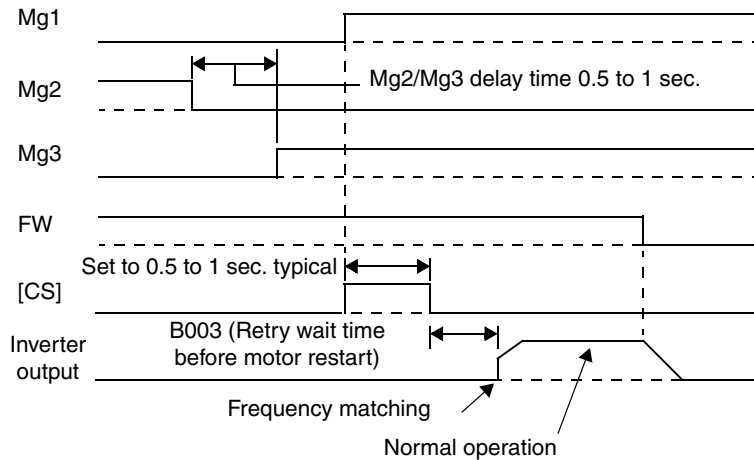 Mg1
Mg2
Mg2/Mg3 delay time 0.5 to 1 sec.
Mg3
FW
Set to 0.5 to 1 sec. typical
[CS]
B003 (Retry wait time
before motor restart)
Inverter
output
Frequency matching
Normal operation